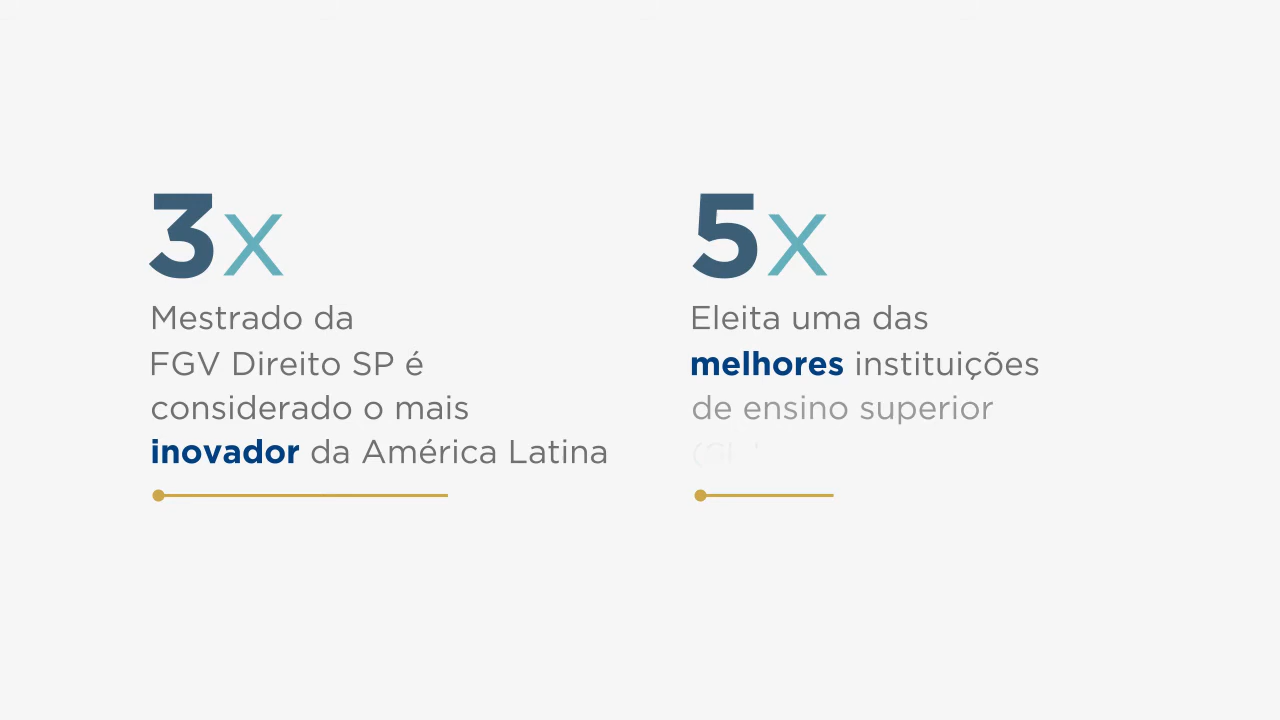 3x
Mestrado da
FGV Direito SP é
considerado o mais
inovador da América Latina
5x
Eleita uma das
melhores instituições
de ensino superior